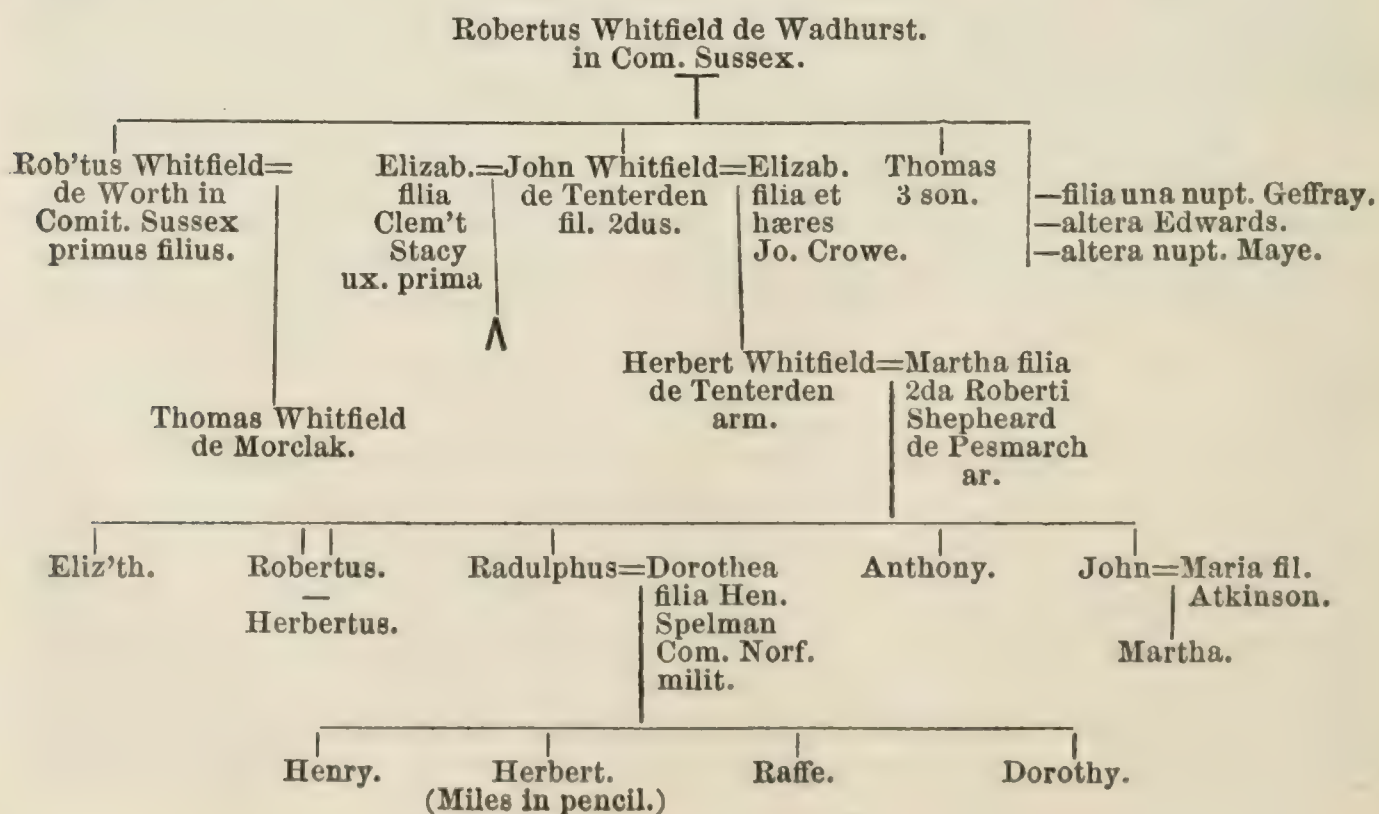 Robertus Whitfield de Wadhurst.
in Com. Sussex.
Rob'tus Whitfield=
de Worth in
Comit. Sussex
primus filius.
Elizab.=John Whitfield=Elizab.
filia
Clem't
Stacy
ux. prima
de Tenterden
fil. 2dus.
filia et
hæres
Jo. Crowe.
Thomas
3 son.
—filia una nupt. Geffray.
—altera Edwards.
—altera nupt. Maye.
Thomas Whitfield
de Morclak.
Herbert Whitfield=Martha filia
de Tenterden
arm.
2da Roberti
Shepheard
de Pesmarch
ar.
Eliz'th.
Robertus.
—
Herbertus.
Radulphus=Dorothea
filia Hen.
Spelman
Com. Norf.
milit.
Anthony.
John=Maria fil.
Atkinson.
Martha.
Henry.
Herbert.
(Miles in pencil.)
Raffe.
Dorothy.